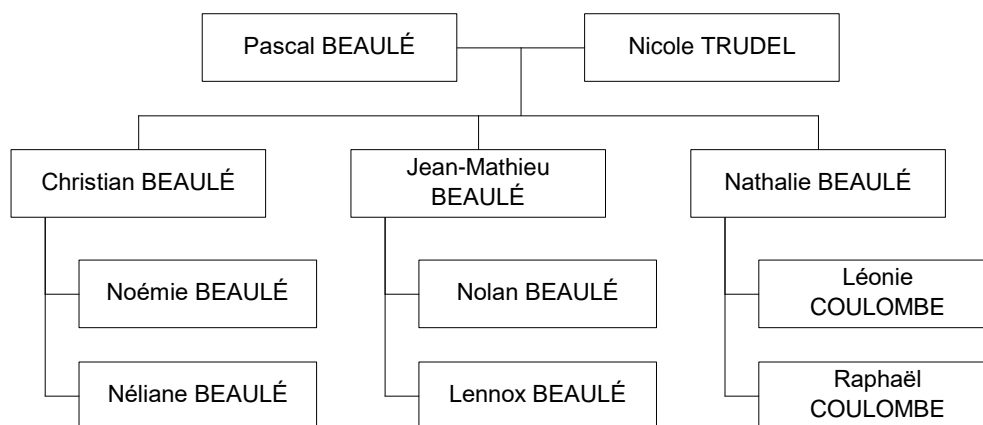 Pascal BEAULÉ
Nicole TRUDEL
Christian BEAULÉ
Jean-Mathieu
BEAULÉ
Nathalie BEAULÉ
Noémie BEAULÉ
Nolan BEAULÉ
Léonie
COULOMBE
Néliane BEAULÉ
Lennox BEAULÉ
Raphaël
COULOMBE